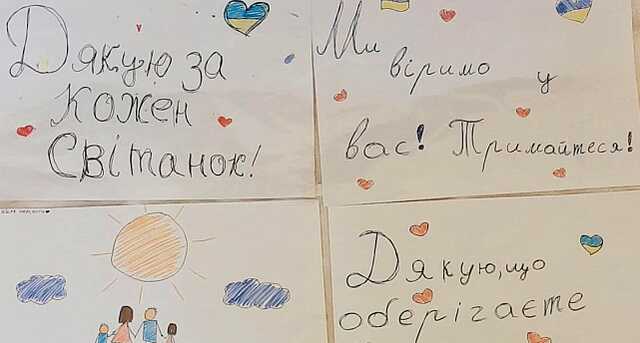 Дякую за
кожен
Світанок!
Ми
віримо у
вас! Тримайтеся!
Дякую, що
оберігаєте